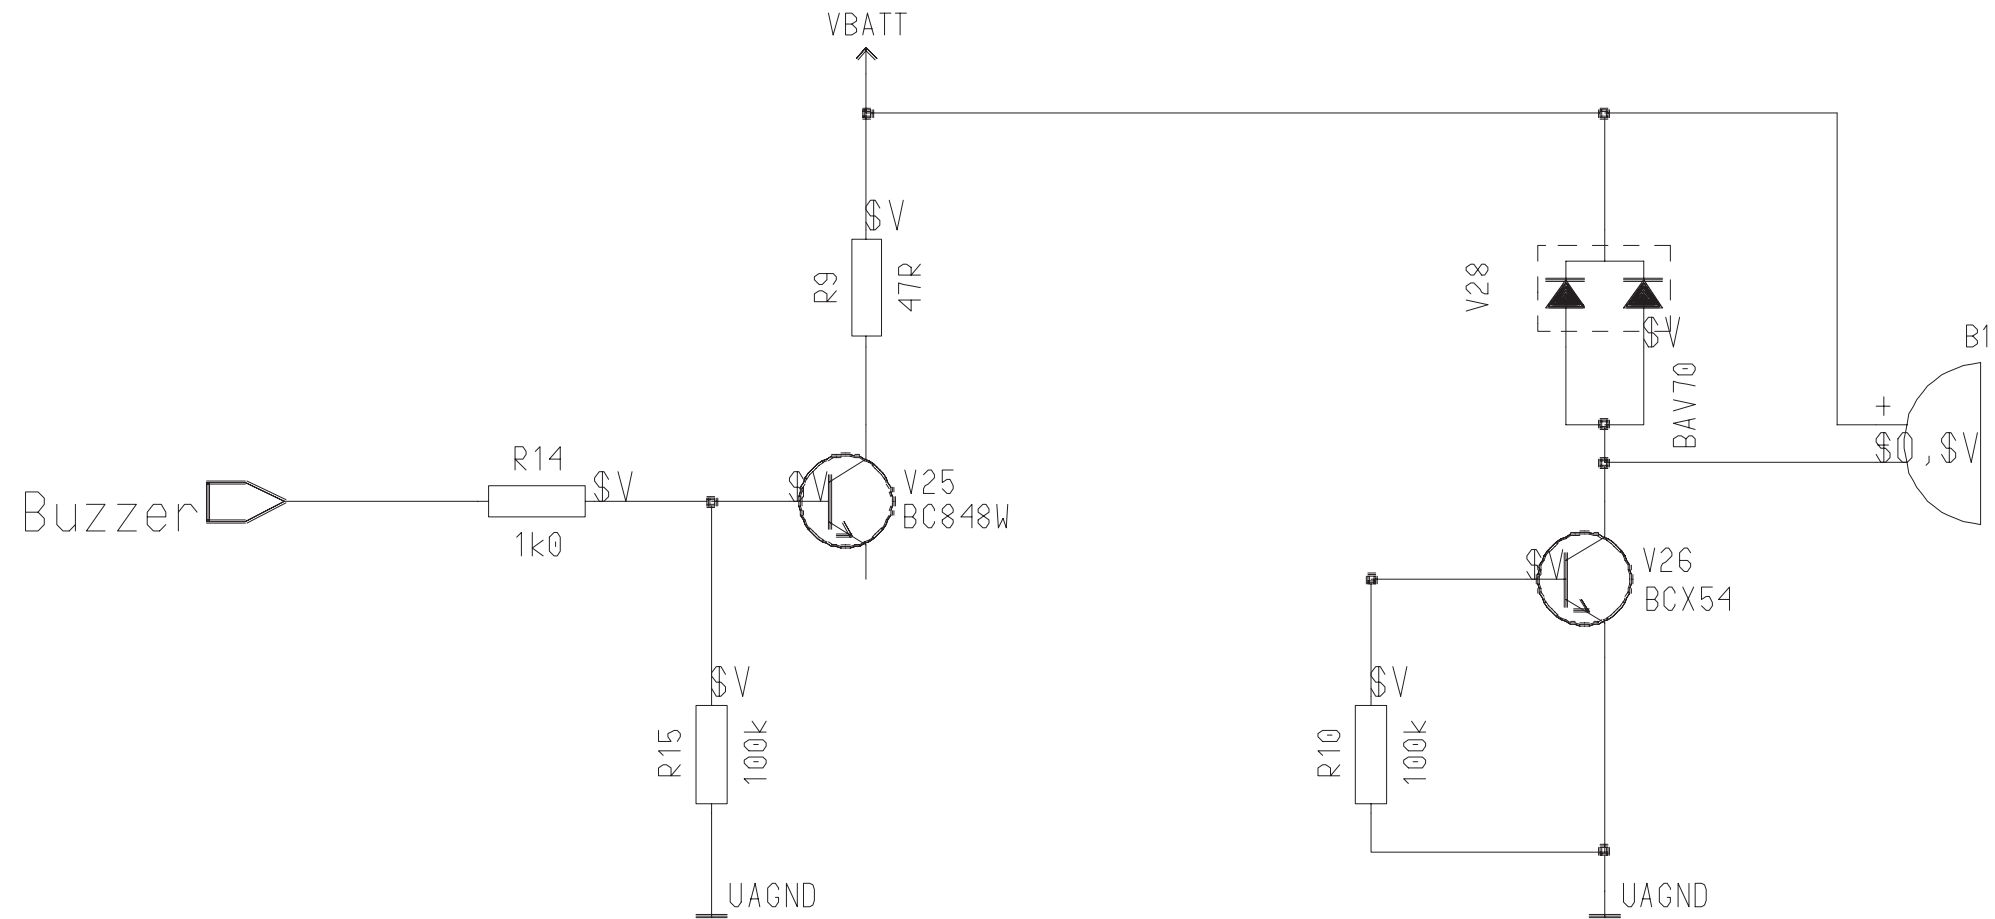 VBATT
$V
R9
47R
V28
$V
BAV70
B1
+
$0,$V
R14
$V
1k0
Buzzer
$V
V25
BC848W
$V
V26
BCX54
$V
R15
100k
$V
R10
100k
UAGND
UAGND